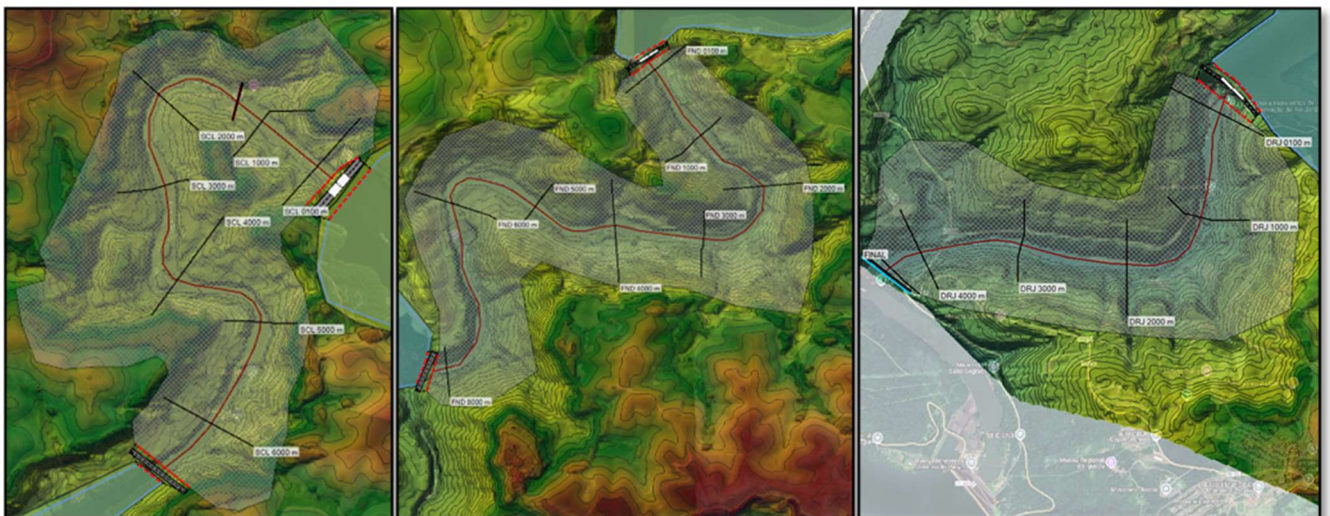 SCL 2000 m
SCL 1000 m
SCL 3000 m
SCL 0100 m
SCL 4000 m
SCL 5000 m
SCL 6000 m
FND 0100 m
FND 1000 m
FND 5000 m
FND 2000 m
FND 3000 m
FND 6000 m
FND 4000 m
FND 8000 m
DRJ 0100 m
DRJ 1000 m
FINAL
DRJ 4000 m
DRJ 3000 m
DRJ 2000 m